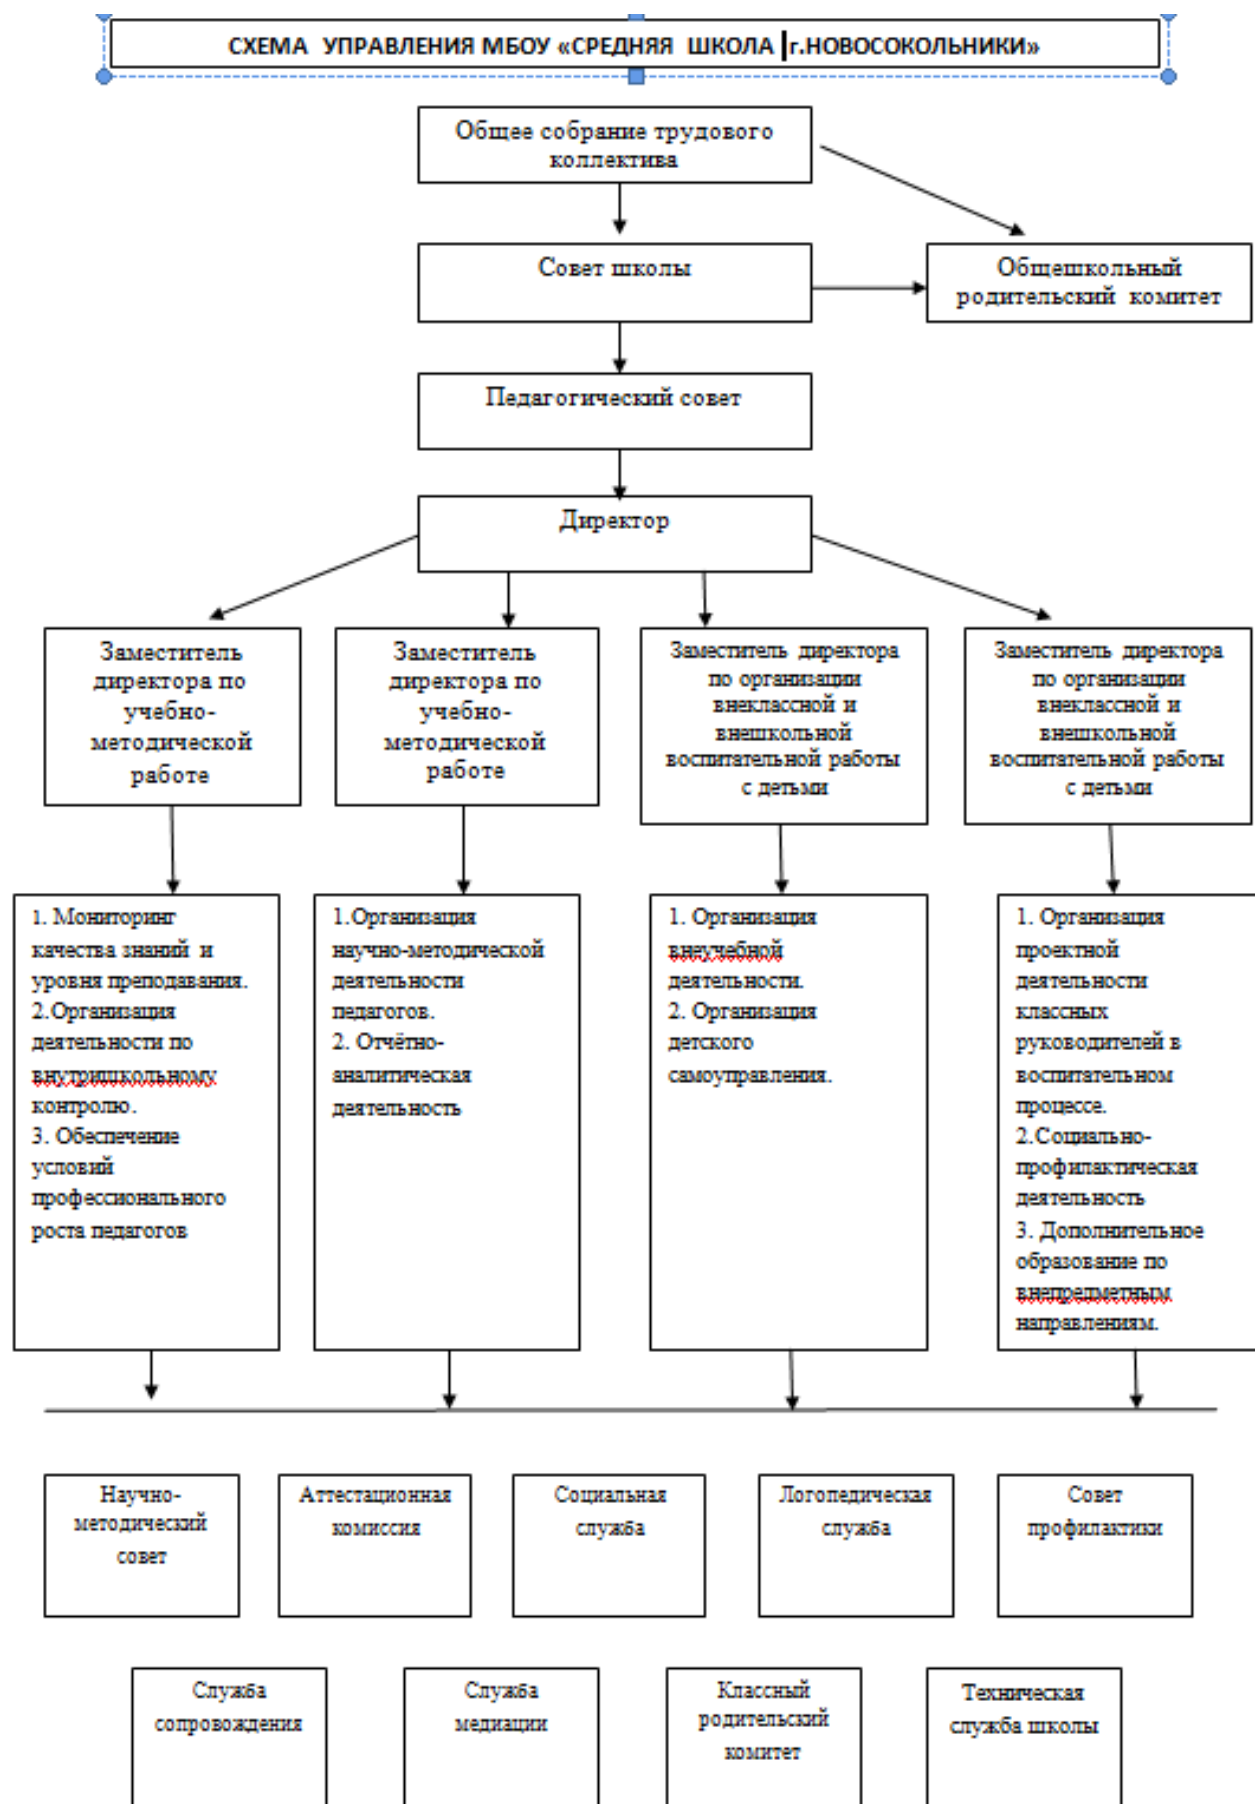 СХЕМА УПРАВЛЕНИЯ МБОУ «СРЕДНЯЯ ШКОЛА г.НОВОСОКОЛЬНИКИ»
Общее собрание трудового
коллектива
Совет школы
Общешкольный
родительский комитет
Педагогический совет
Директор
Заместитель
директора по
учебно-
методической
работе
Заместитель
директора по
учебно-
методической
работе
Заместитель директора
по организации
внеклассной и
внешкольной
воспитательной работы
с детьми
Заместитель директора
по организации
внеклассной и
внешкольной
воспитательной работы
с детьми
1. Мониторинг
качества знаний и
уровня преподавания.
2.Организация
деятельности по
внутришкольному
контролю.
3. Обеспечение
условий
профессионального
роста педагогов
1.Организация
научно-методической
деятельности
педагогов.
2. Отчётно-
аналитическая
деятельность
1. Организация
внеучебной
деятельности.
2. Организация
детского
самоуправления.
1. Организация
проектной
деятельности
классных
руководителей в
воспитательном
процессе.
2.Социально-
профилактическая
деятельность
3. Дополнительное
образование по
внепредметным
направлениям.
Научно-
методический
совет
Аттестационная
комиссия
Социальная
служба
Логопедическая
служба
Совет
профилактики
Служба
сопровождения
Служба
медиации
Классный
родительский
комитет
Техническая
служба школы